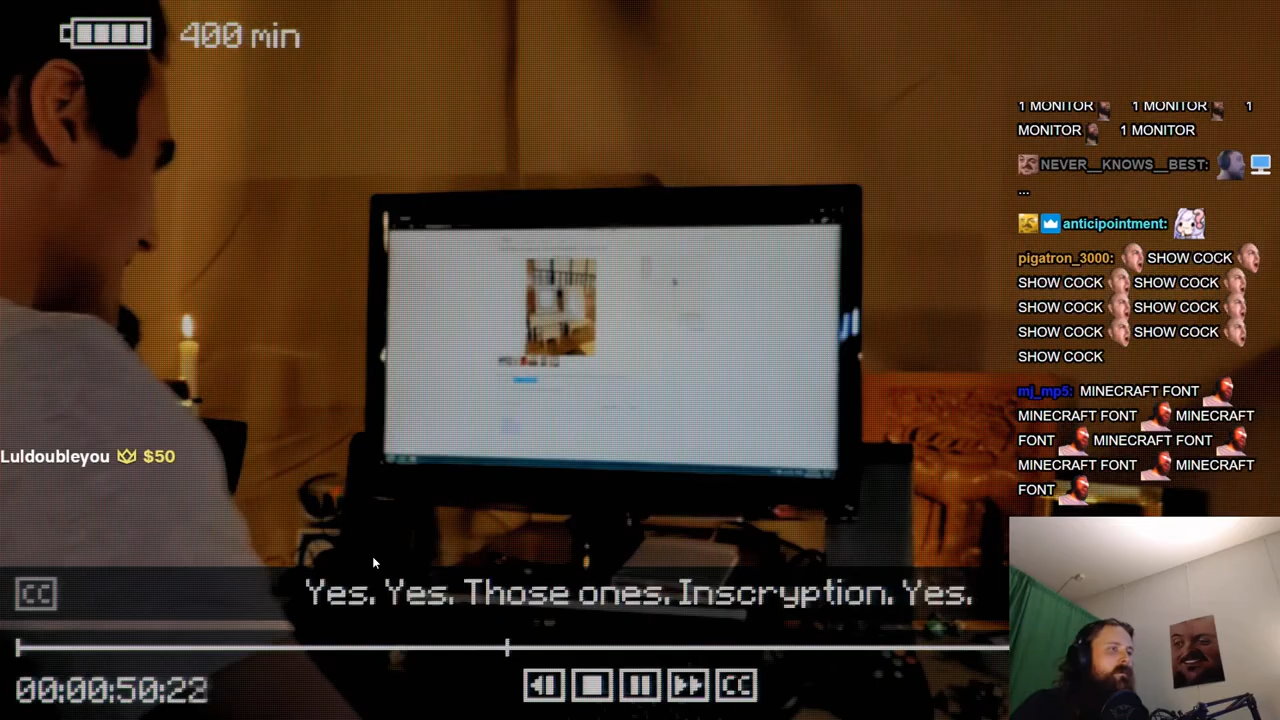 400 min
1 MONITOR 1 MONITOR 1
MONITOR 1 MONITOR
NEVER__KNOWS__BEST:
...
anticipointment:
pigatron_3000: SHOW COCK
SHOW COCK SHOW COCK
SHOW COCK SHOW COCK
SHOW COCK SHOW COCK
SHOW COCK
mj_mp5: MINECRAFT FONT
MINECRAFT FONT MINECRAFT
FONT MINECRAFT FONT
MINECRAFT FONT MINECRAFT
FONT
Luldoubleyou $50
CC Yes. Yes. Those ones. Inscryption. Yes.
00:00:50:22
CC